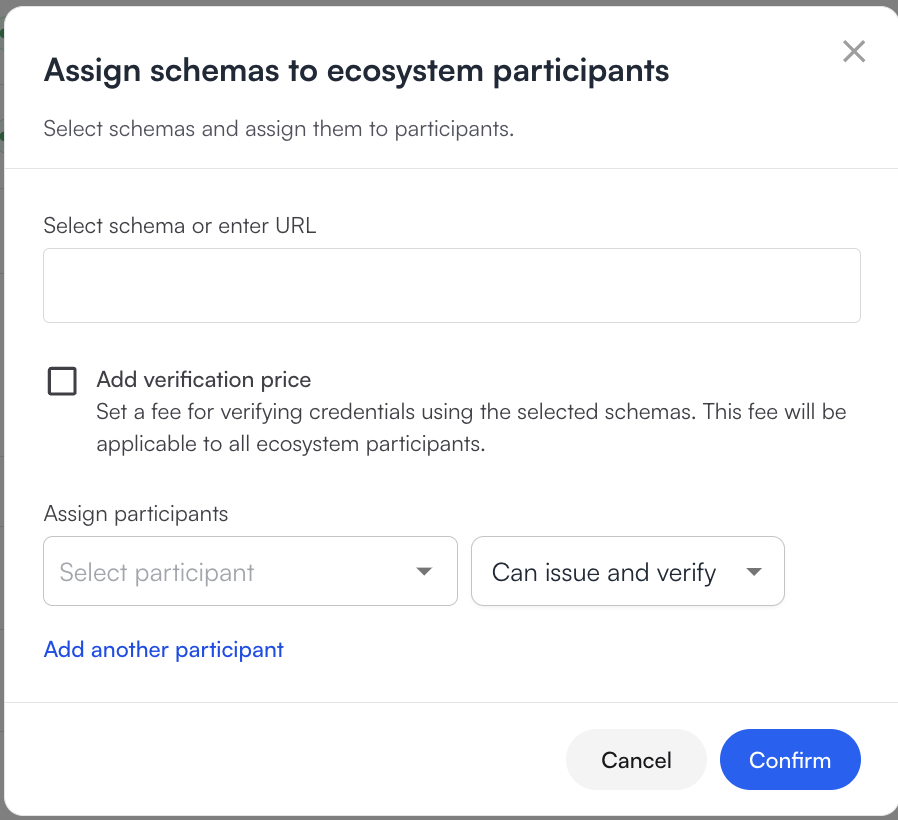 Assign schemas to ecosystem participants
Select schemas and assign them to participants.
Select schema or enter URL
Add verification price
Set a fee for verifying credentials using the selected schemas. This fee will be
applicable to all ecosystem participants.
Assign participants
Select participant
Can issue and verify
Add another participant
Cancel
Confirm